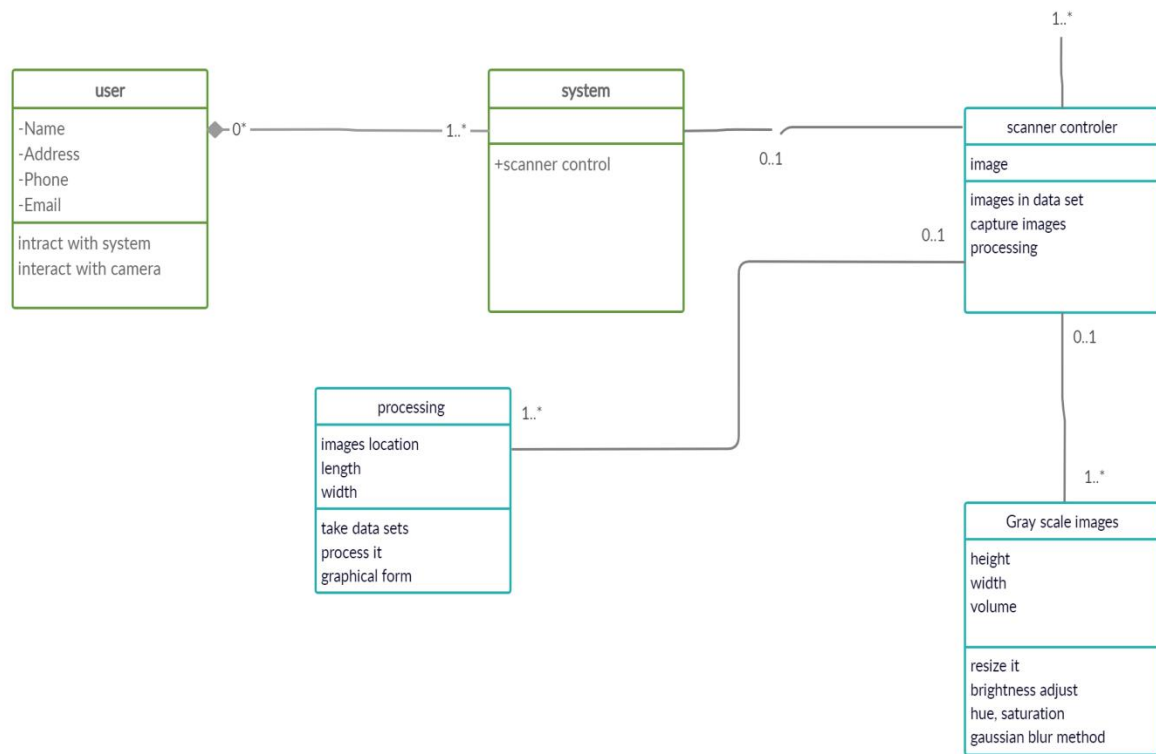 user
-Name
-Address
-Phone
-Email
intract with system
interact with camera
0*
1..*
system
+scanner control
0..1
1..*
scanner controler
image
images in data set
capture images
processing
0..1
0..1
processing
images location
length
width
take data sets
process it
graphical form
1..*
1..*
Gray scale images
height
width
volume
resize it
brightness adjust
hue, saturation
gaussian blur method